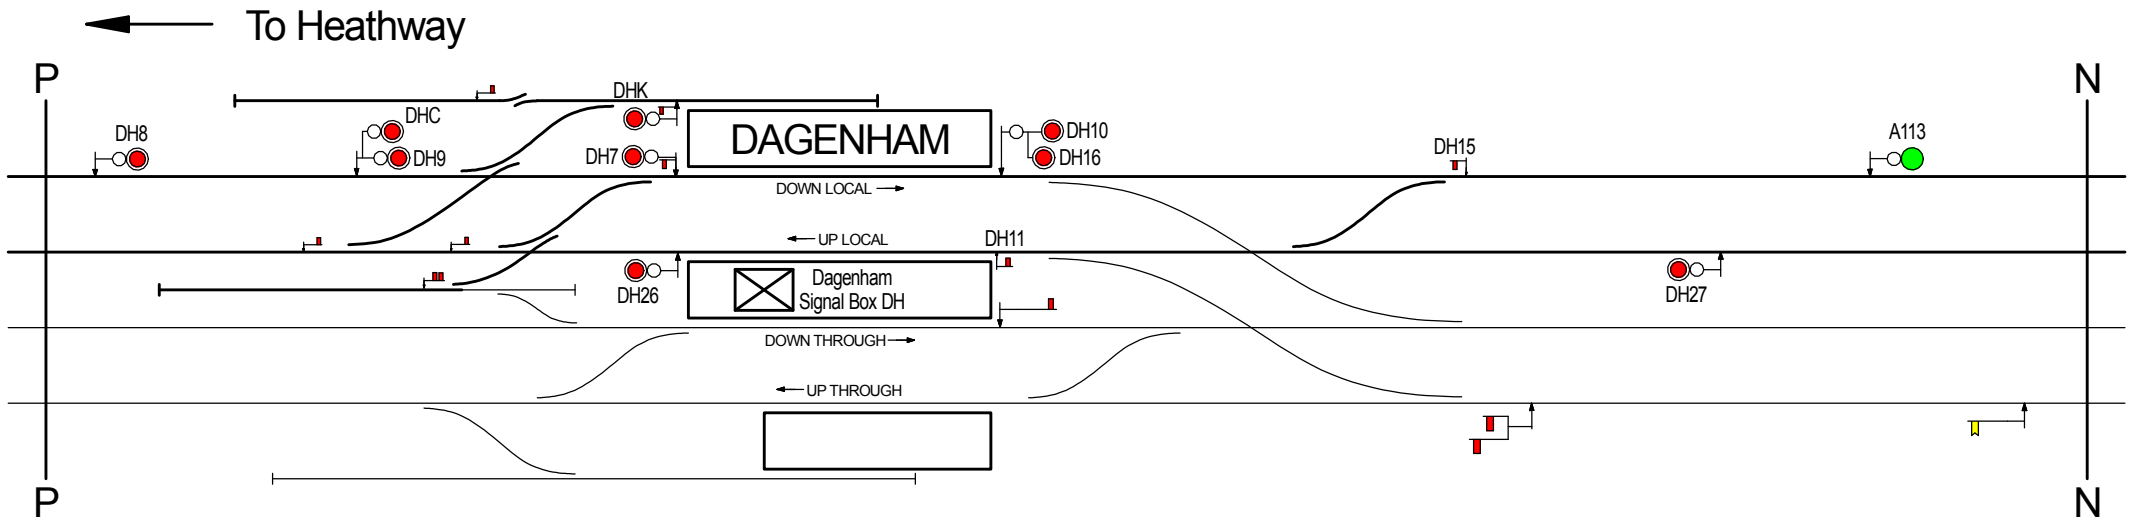 To Heathway
P
N
DHK
DHC
DH8
DH9
DH7
DAGENHAM
DH10
DH16
DH15
A113
DOWN LOCAL
UP LOCAL
DH11
DH26
Dagenham
Signal Box DH
DH27
DOWN THROUGH
UP THROUGH
P
N